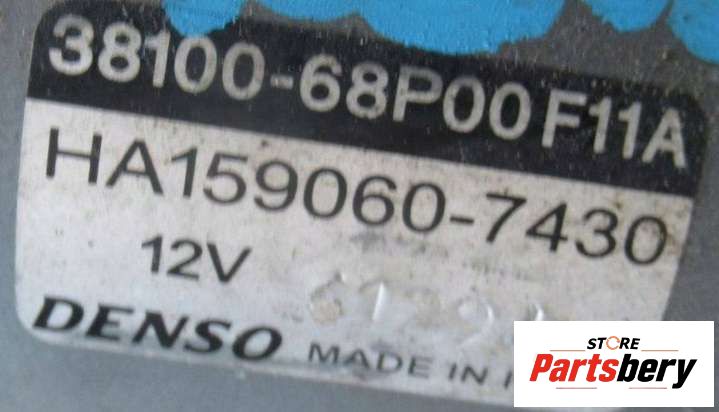 38100-68P00 F11A
HA159060-7430
12V
DENSO MADE IN
STORE
Partsbery